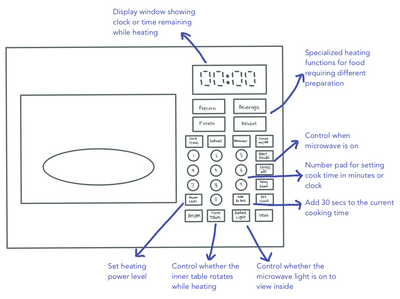 Display window showing
clock or time remaining
while heating
Specialized heating
functions for food
requiring different
preparation
00:00
Popcorn Beverage
Potato Reheat
Control when
microwave is on
1 2 3
Number pad for setting
cook time in minutes or
clock
4 5 6
7 8 9
Add 30 secs to the current
cooking time
0
Set heating
power level
Control whether the
inner table rotates
while heating
Control whether the
microwave light is on to
view inside